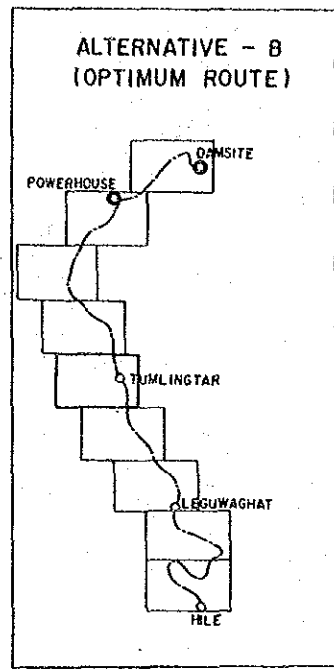 ALTERNATIVE - B
(OPTIMUM ROUTE)
DAMSITE
POWERHOUSE
TUMLINGTAR
LEGUWAGHAT
HILE